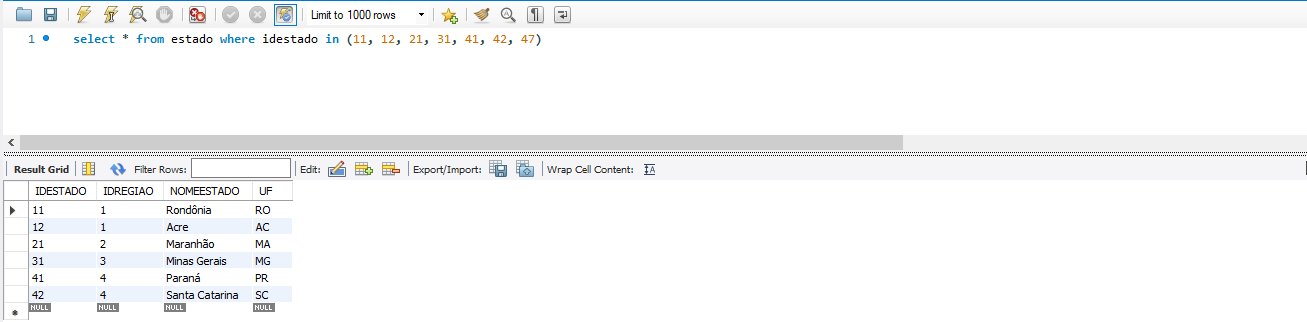 Limit to 1000 rows
1 select * from estado where idestado in (11, 12, 21, 31, 41, 42, 47)
Result Grid Filter Rows: Edit: Export/Import: Wrap Cell Content:
IDESTADO IDREGIAO NOMEESTADO UF
11 1 Rondônia RO
12 1 Acre AC
21 2 Maranhão MA
31 3 Minas Gerais MG
41 4 Paraná PR
42 4 Santa Catarina SC
NULL NULL NULL NULL